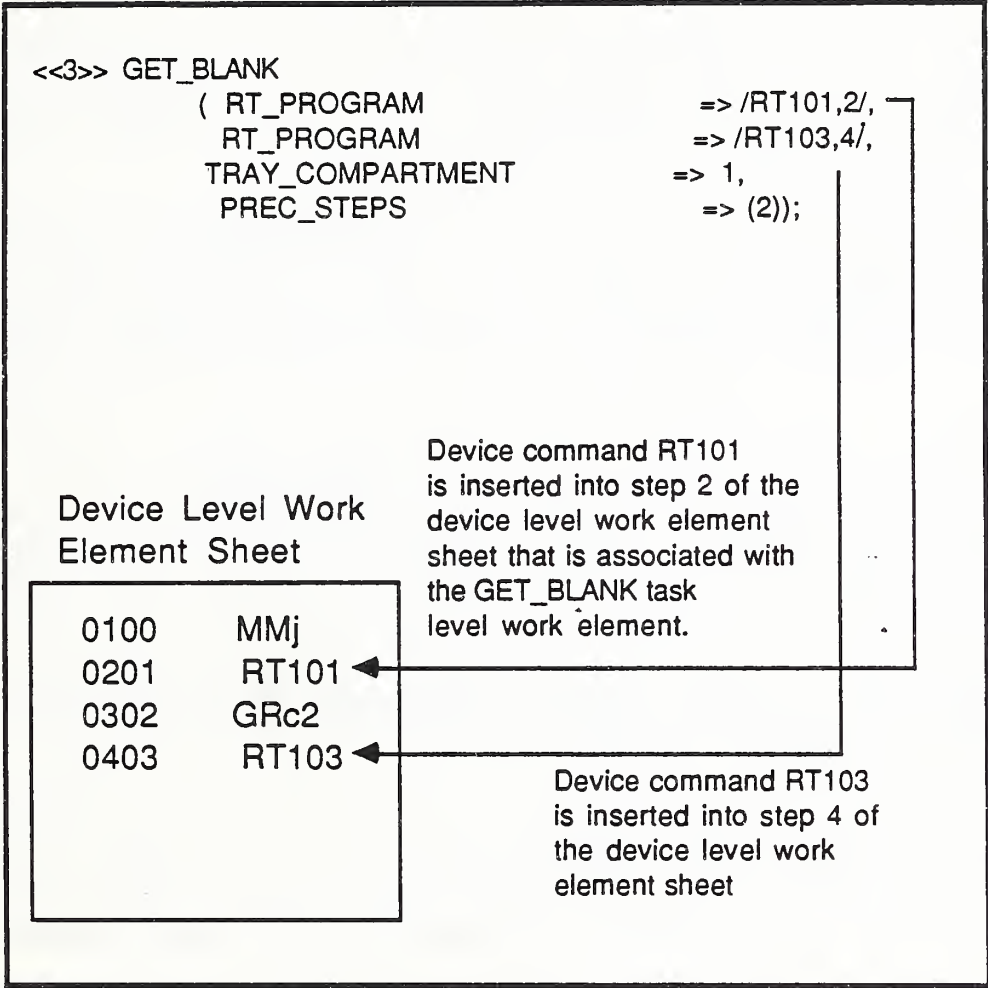 <<3>> GET_BLANK
( RT_PROGRAM => /RT101,2/,
RT_PROGRAM => /RT103,4/,
TRAY_COMPARTMENT => 1,
PREC_STEPS => (2));
Device command RT101
is inserted into step 2 of the
device level work element
sheet that is associated with
the GET_BLANK task
level work element.
Device Level Work
Element Sheet
0100 MMj
0201 RT101
0302 GRc2
0403 RT103
Device command RT103
is inserted into step 4 of
the device level work
element sheet